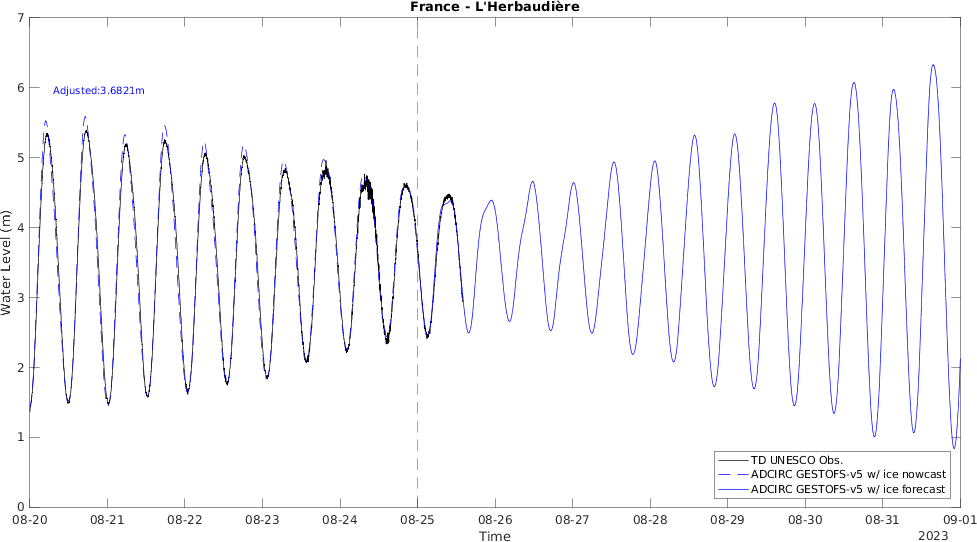 France - L'Herbaudière
7
6
5
4
3
2
1
0
Water Level (m)
Adjusted:3.6821m
TD UNESCO Obs.
ADCIRC GESTOFS-v5 w/ ice nowcast
ADCIRC GESTOFS-v5 w/ ice forecast
08-20 08-21 08-22 08-23 08-24 08-25 08-26 08-27 08-28 08-29 08-30 08-31 09-01
Time
2023